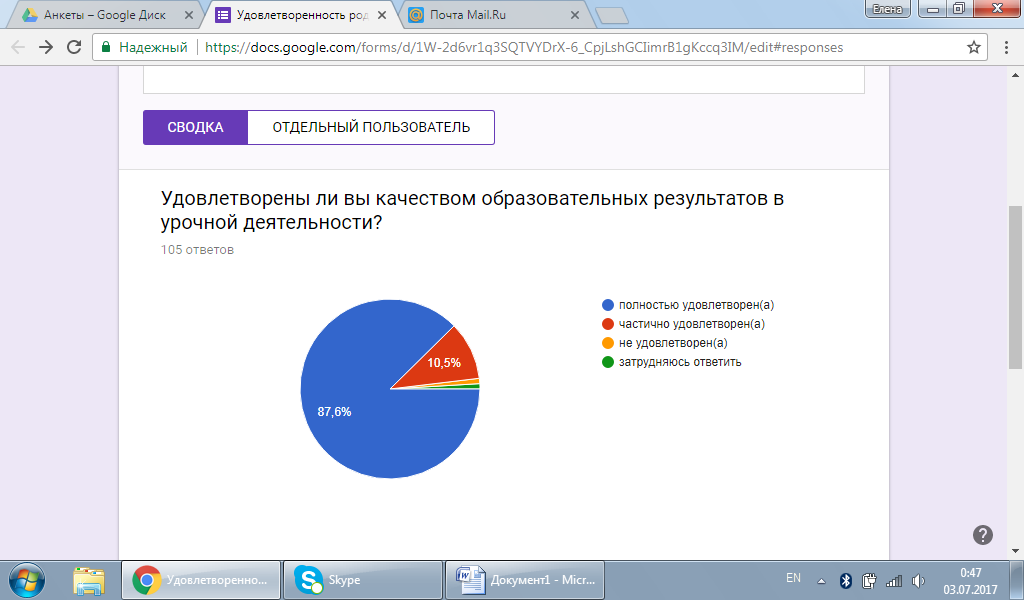 Анкеты – Google Диск
Удовлетворенность род
Почта Mail.Ru
Елена
Надежный
https://docs.google.com/forms/d/1W-2d6vr1q3SQTVYDrX-6_CpjLshGCIimrB1gKccq3IM/edit#responses
СВОДКА
ОТДЕЛЬНЫЙ ПОЛЬЗОВАТЕЛЬ
Удовлетворены ли вы качеством образовательных результатов в
урочной деятельности?
105 ответов
полностью удовлетворен(а)
частично удовлетворен(а)
не удовлетворен(а)
затрудняюсь ответить
10,5%
87,6%
?
Удовлетворенно...
Skype
Документ1 - Micr...
EN
0:47
03.07.2017